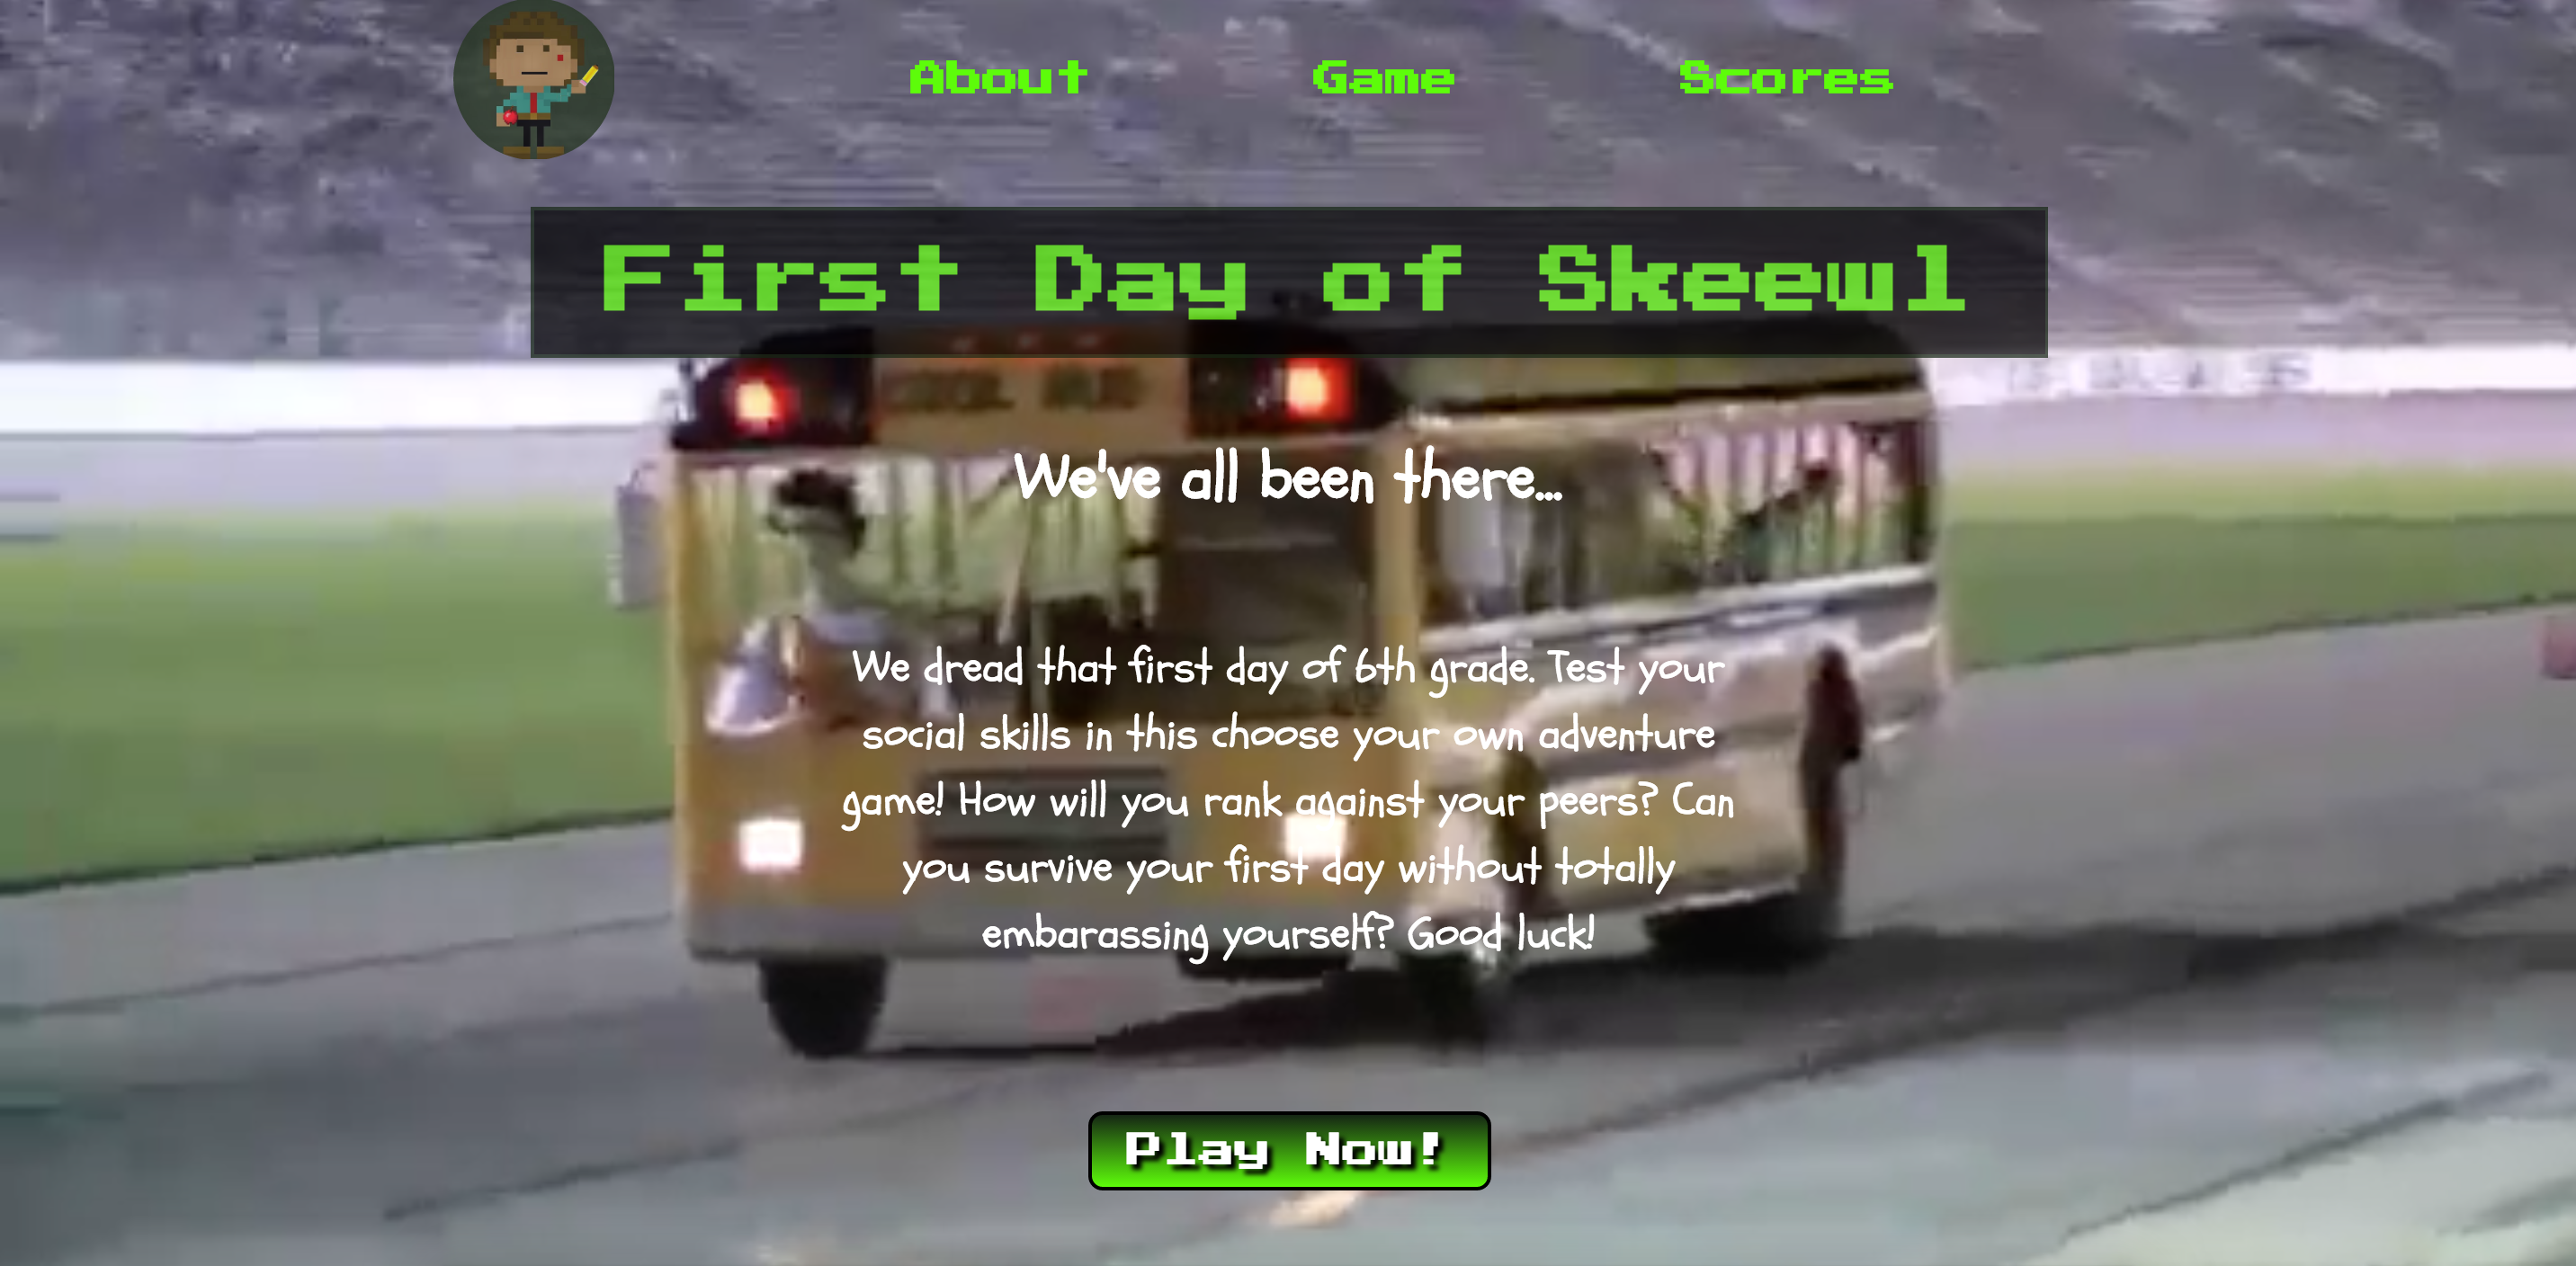 About Game Scores
First Day of Skeewl
We've all been there...
We dread that first day of 6th grade. Test your
social skills in this choose your own adventure
game! How will you rank against your peers? Can
you survive your first day without totally
embarassing yourself? Good luck!
Play Now!